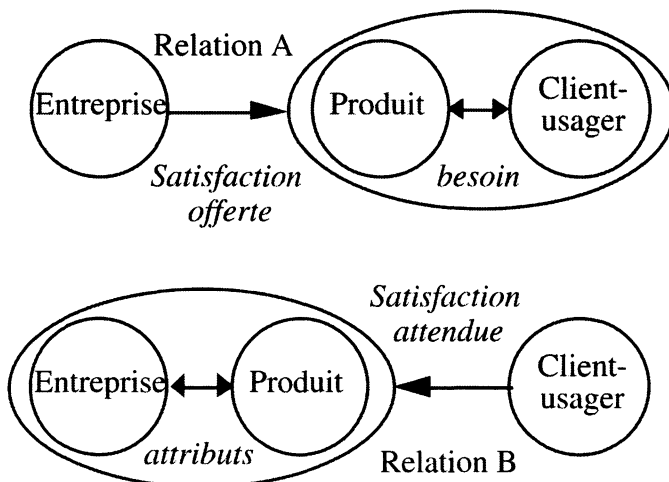 Relation A
Entreprise
Produit
Client-
usager
Satisfaction
offerte
besoin
Satisfaction
attendue
Entreprise
Produit
Client-
usager
attributs
Relation B